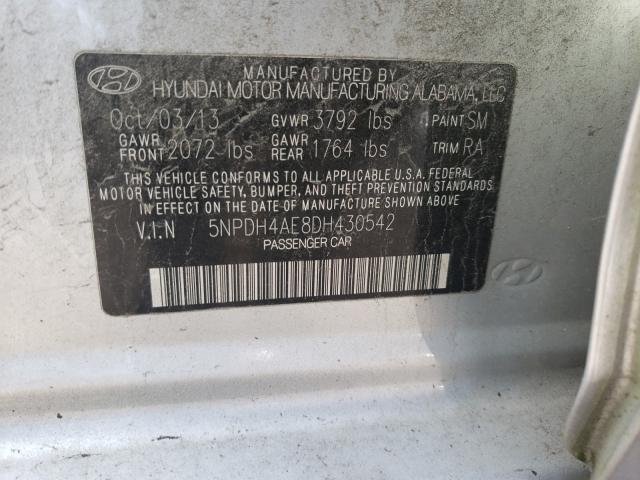 MANUFACTURED BY
HYUNDAI MOTOR MANUFACTURING ALABAMA, LLC
Oct/03/13 GVWR 3792 lbs PAINT SM
GAWR FRONT 2072 lbs GAWR REAR 1764 lbs TRIM RA
THIS VEHICLE CONFORMS TO ALL APPLICABLE U.S.A. FEDERAL
MOTOR VEHICLE SAFETY, BUMPER, AND THEFT PREVENTION STANDARDS
IN EFFECT ON THE DATE OF MANUFACTURE SHOWN ABOVE.
V.I.N 5NPDH4AE8DH430542
PASSENGER CAR